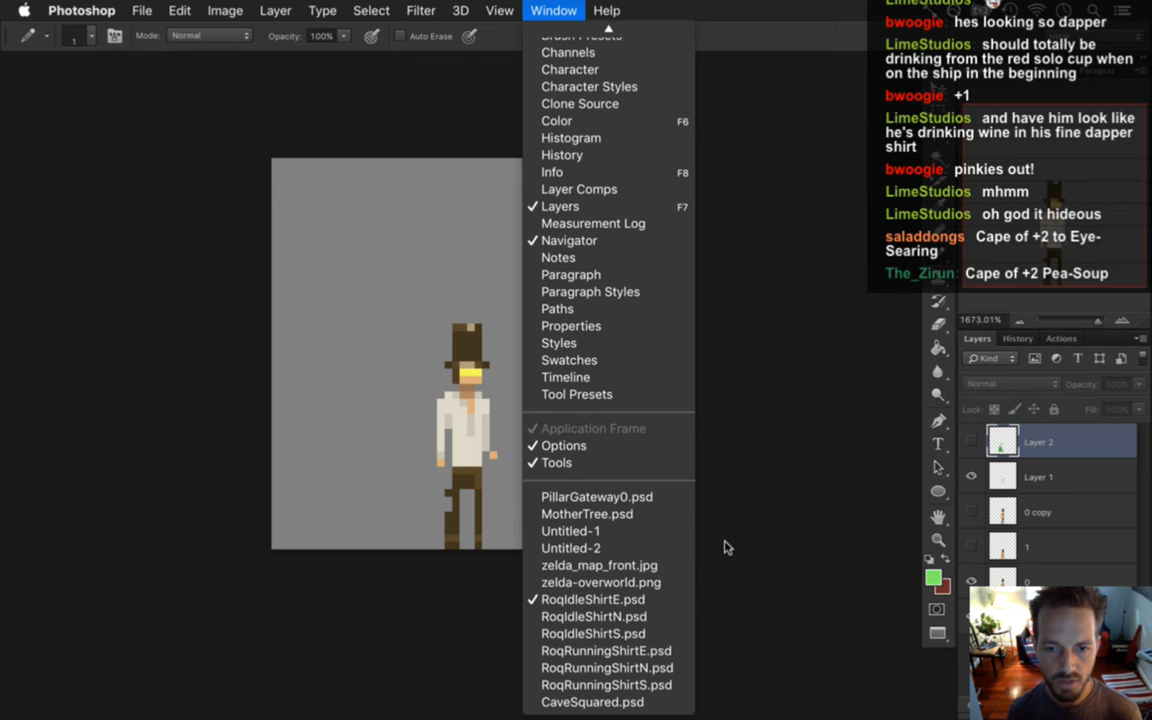 Photoshop File Edit Image Layer Type Select Filter 3D View Window Help
1 Mode: Normal Opacity: 100% Auto Erase
Brush Presets
Channels
Character
Character Styles
Clone Source
Color F6
Histogram
History
Info F8
Layer Comps
Layers F7
Measurement Log
Navigator
Notes
Paragraph
Paragraph Styles
Paths
Properties
Styles
Swatches
Timeline
Tool Presets
Application Frame
Options
Tools
PillarGateway0.psd
MotherTree.psd
Untitled-1
Untitled-2
zelda_map_front.jpg
zelda-overworld.png
RoqIdleShirtE.psd
RoqIdleShirtN.psd
RoqIdleShirtS.psd
RoqRunningShirtE.psd
RoqRunningShirtN.psd
RoqRunningShirtS.psd
CaveSquared.psd
LimeStudios
bwoogie: hes looking so dapper
LimeStudios should totally be
drinking from the red solo cup when
on the ship in the beginning
bwoogie: +1
LimeStudios and have him look like
he's drinking wine in his fine dapper
shirt
bwoogie: pinkies out!
LimeStudios mhmm
LimeStudios oh god it hideous
saladdongs Cape of +2 to Eye-
Searing
The_Zirun: Cape of +2 Pea-Soup
1673.01%
Layers History Actions
Kind
Normal Opacity: 100%
Lock: Fill: 100%
Layer 2
Layer 1
0 copy
1
0